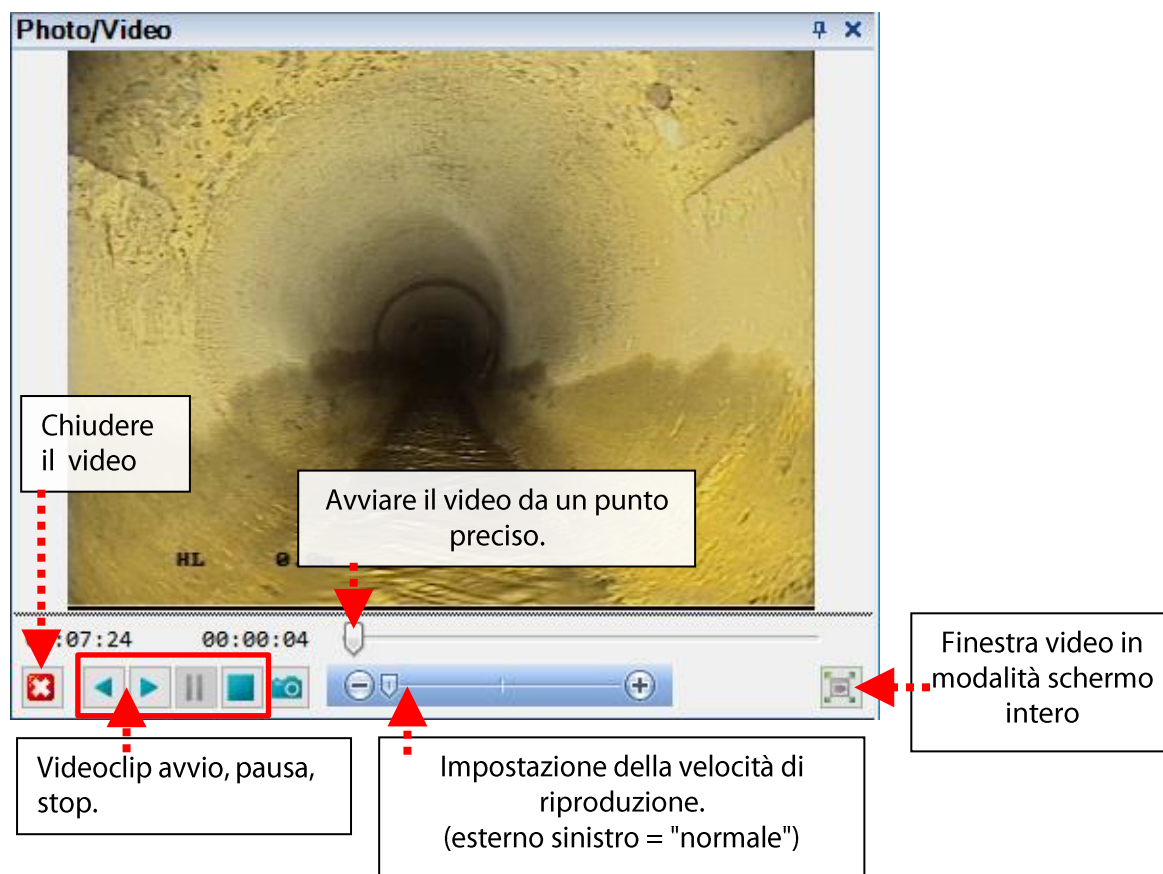 Photo/Video
Chiudere
il video
Avviare il video da un punto
preciso.
HL 0.
:07:24 00:00:04
Finestra video in
modalità schermo
intero
Videoclip avvio, pausa,
stop.
Impostazione della velocità di
riproduzione.
(esterno sinistro = "normale")